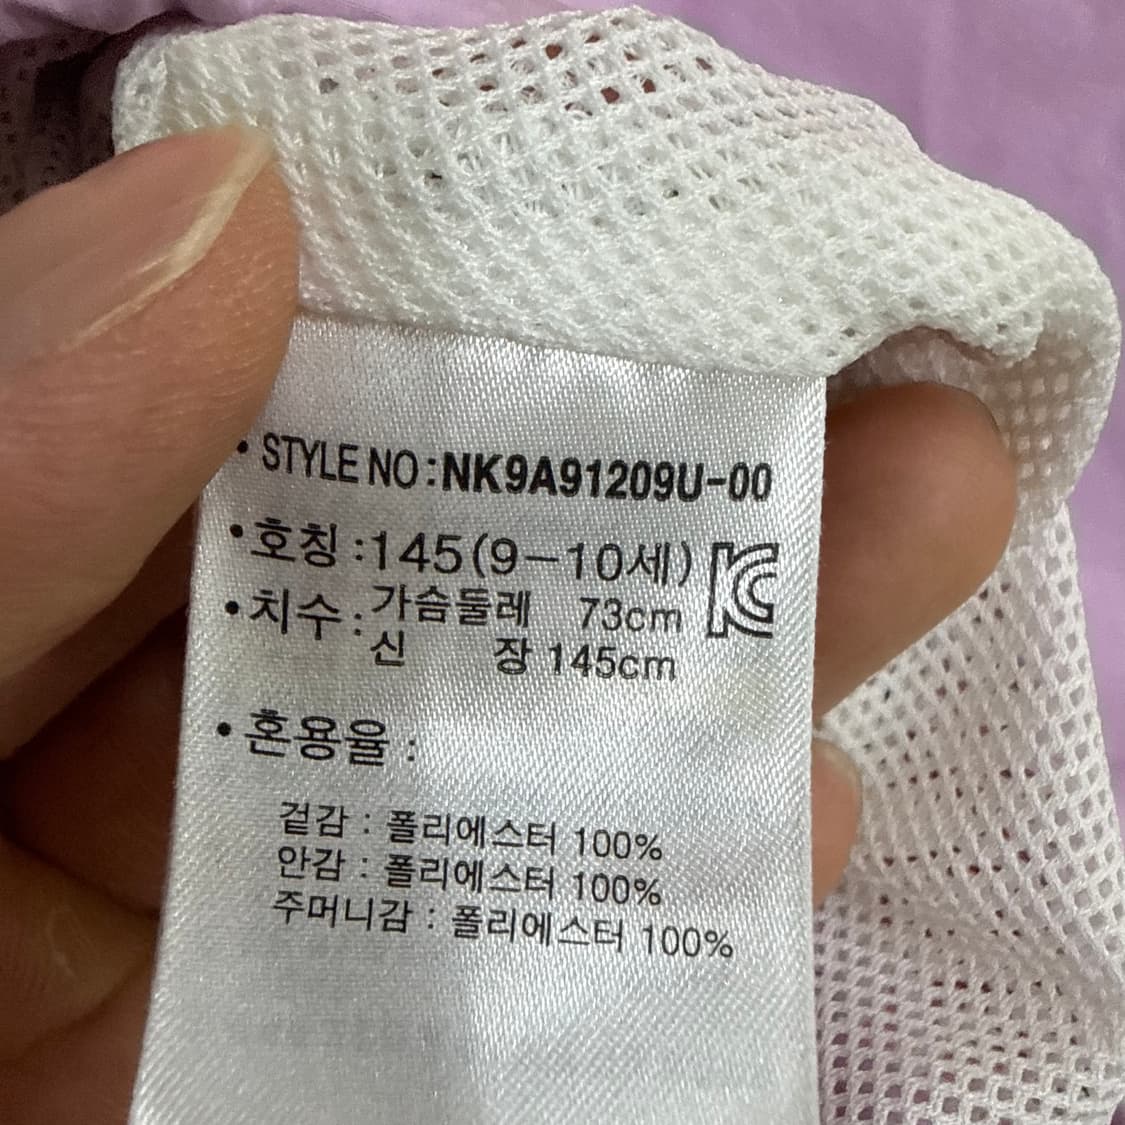 • STYLE NO : NK9A91209U-00
• 호칭 : 145(9-10세)
• 치수 : 가슴둘레 73cm
신 장 145cm
KC
• 혼용율 :
겉감 : 폴리에스터 100%
안감 : 폴리에스터 100%
주머니감 : 폴리에스터 100%